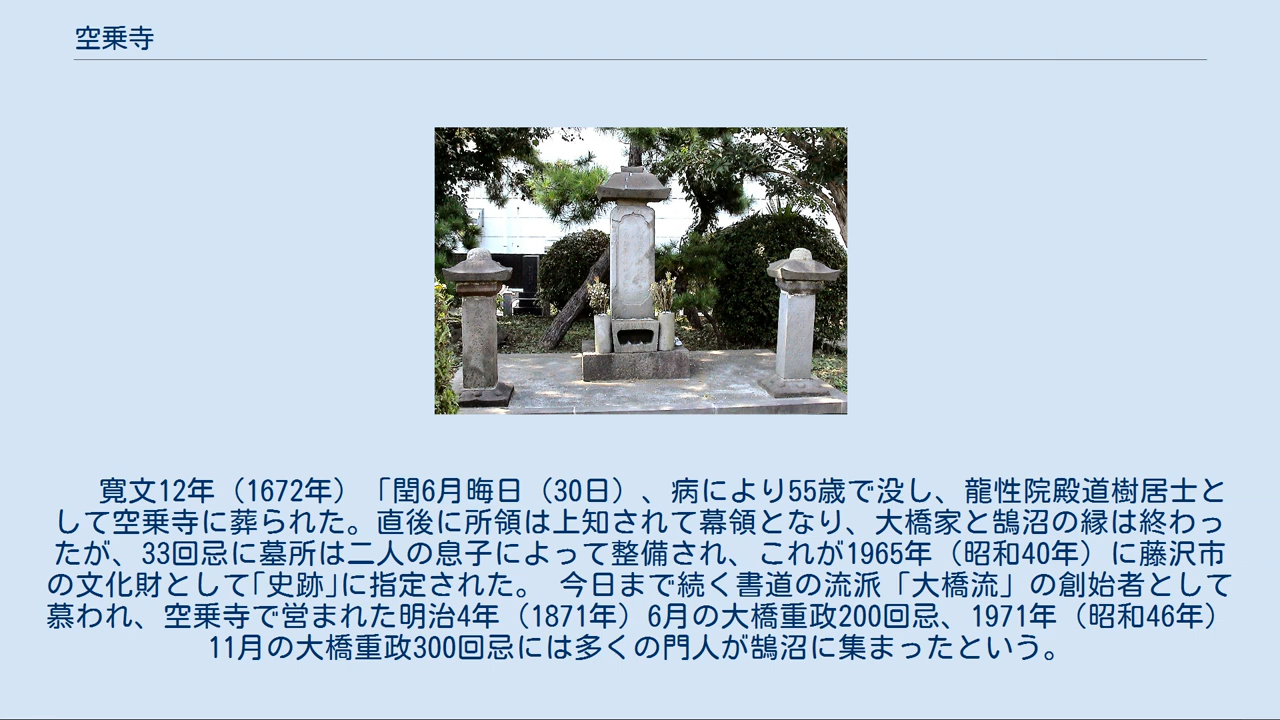 空乗寺
寛文12年（1672年）「閏6月晦日（30日）、病により55歳で没し、龍性院殿道樹居士と
して空乗寺に葬られた。直後に所領は上知されて幕領となり、大橋家と鵠沼の縁は終わっ
たが、33回忌に墓所は二人の息子によって整備され、これが1965年（昭和40年）に藤沢市
の文化財として｢史跡｣に指定された。　今日まで続く書道の流派「大橋流」の創始者として
慕われ、空乗寺で営まれた明治4年（1871年）6月の大橋重政200回忌、1971年（昭和46年）
11月の大橋重政300回忌には多くの門人が鵠沼に集まったという。